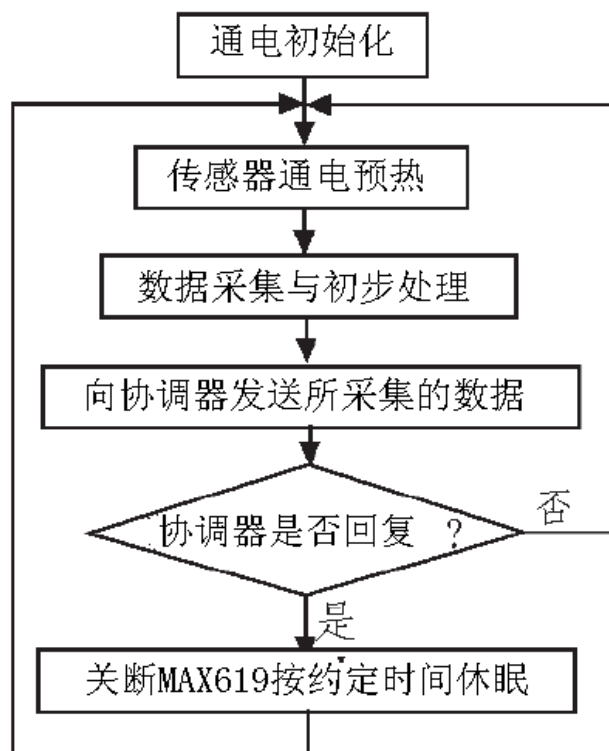 通电初始化
传感器通电预热
数据采集与初步处理
向协调器发送所采集的数据
协调器是否回复 ?
否
是
关断MAX619按约定时间休眠